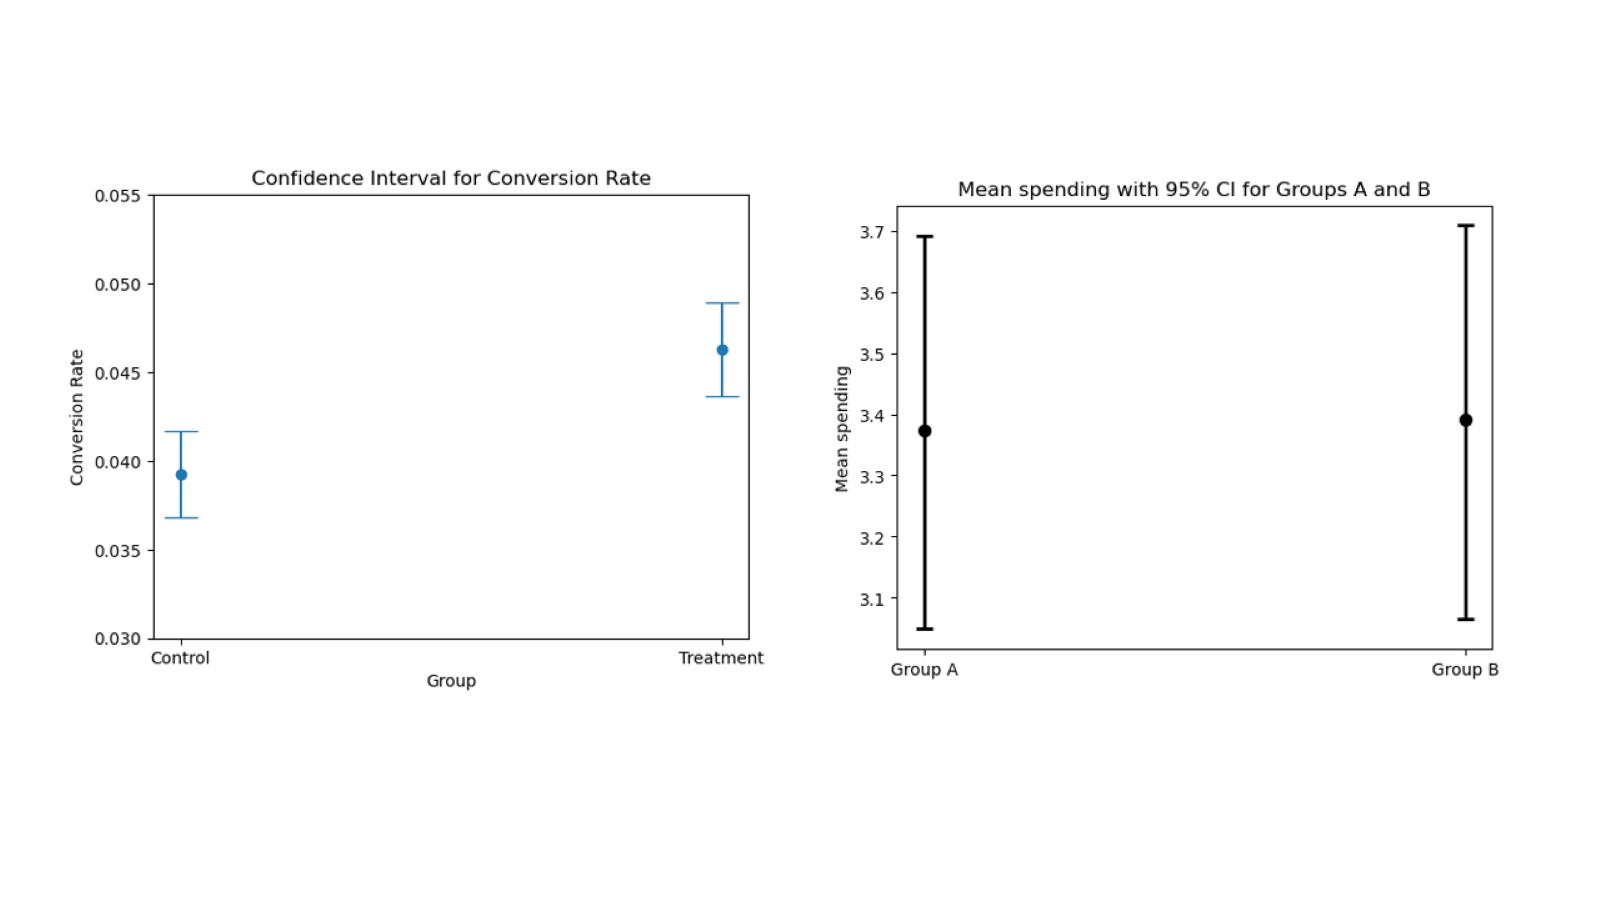 Confidence Interval for Conversion Rate
0.055
0.050
0.045
0.040
0.035
0.030
Conversion Rate
Control
Treatment
Group
Mean spending with 95% CI for Groups A and B
3.7
3.6
3.5
3.4
3.3
3.2
3.1
Mean spending
Group A
Group B